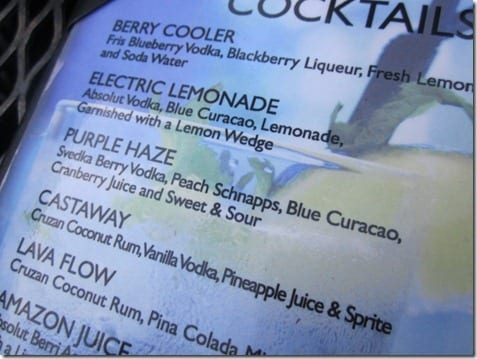 COCKTAILS
BERRY COOLER
Fris Blueberry Vodka, Blackberry Liqueur, Fresh Lemon
and Soda Water
ELECTRIC LEMONADE
Absolut Vodka, Blue Curacao, Lemonade,
Garnished with a Lemon Wedge
PURPLE HAZE
Svedka Berry Vodka, Peach Schnapps, Blue Curacao,
Cranberry Juice and Sweet & Sour
CASTAWAY
Cruzan Coconut Rum, Vanilla Vodka, Pineapple Juice & Sprite
LAVA FLOW
Cruzan Coconut Rum, Pina Colada
AMAZON JUICE
Absolut Berri